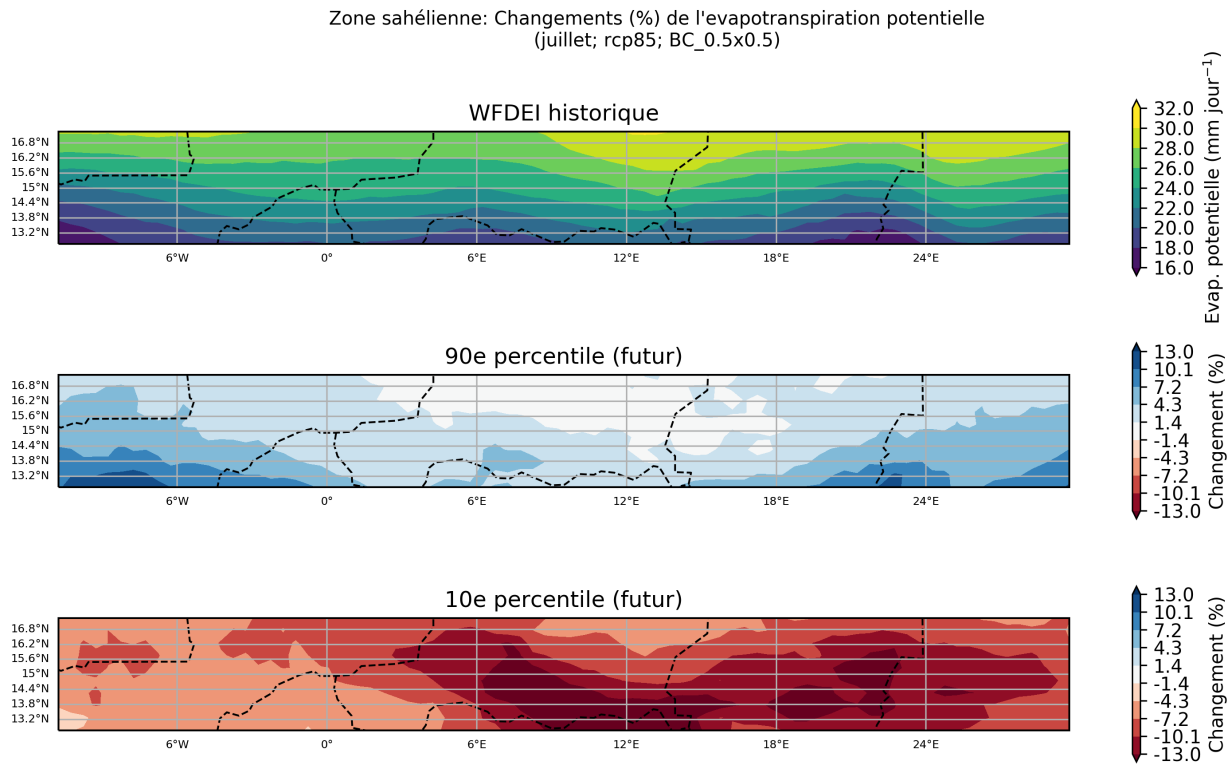 Zone sahélienne: Changements (%) de l'evapotranspiration potentielle
(juillet; rcp85; BC_0.5x0.5)
WFDEI historique
16.8°N
16.2°N
15.6°N
15°N
14.4°N
13.8°N
13.2°N
6°W
0°
6°E
12°E
18°E
24°E
32.0
30.0
28.0
26.0
24.0
22.0
20.0
18.0
16.0
Evap. potentielle (mm jour⁻¹)
90e percentile (futur)
16.8°N
16.2°N
15.6°N
15°N
14.4°N
13.8°N
13.2°N
6°W
0°
6°E
12°E
18°E
24°E
13.0
10.1
7.2
4.3
1.4
-1.4
-4.3
-7.2
-10.1
-13.0
Changement (%)
10e percentile (futur)
16.8°N
16.2°N
15.6°N
15°N
14.4°N
13.8°N
13.2°N
6°W
0°
6°E
12°E
18°E
24°E
13.0
10.1
7.2
4.3
1.4
-1.4
-4.3
-7.2
-10.1
-13.0
Changement (%)